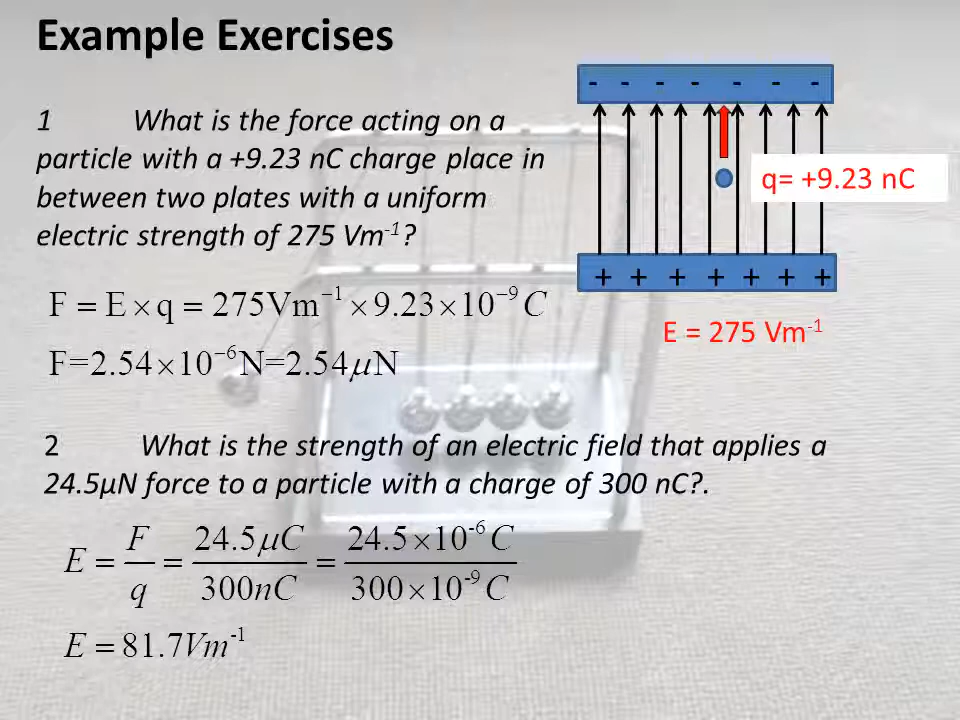 Example Exercises
- - - - - - -
1 What is the force acting on a
particle with a +9.23 nC charge place in
between two plates with a uniform
electric strength of 275 Vm⁻¹?
q= +9.23 nC
+ + + + + + +
F = E × q = 275Vm⁻¹ × 9.23 × 10⁻⁹ C
E = 275 Vm⁻¹
F=2.54×10⁻⁶N=2.54μN
2 What is the strength of an electric field that applies a
24.5μN force to a particle with a charge of 300 nC?.
E = F/q = 24.5μC/300nC = 24.5×10⁻⁶ C/300×10⁻⁹ C
E = 81.7Vm⁻¹